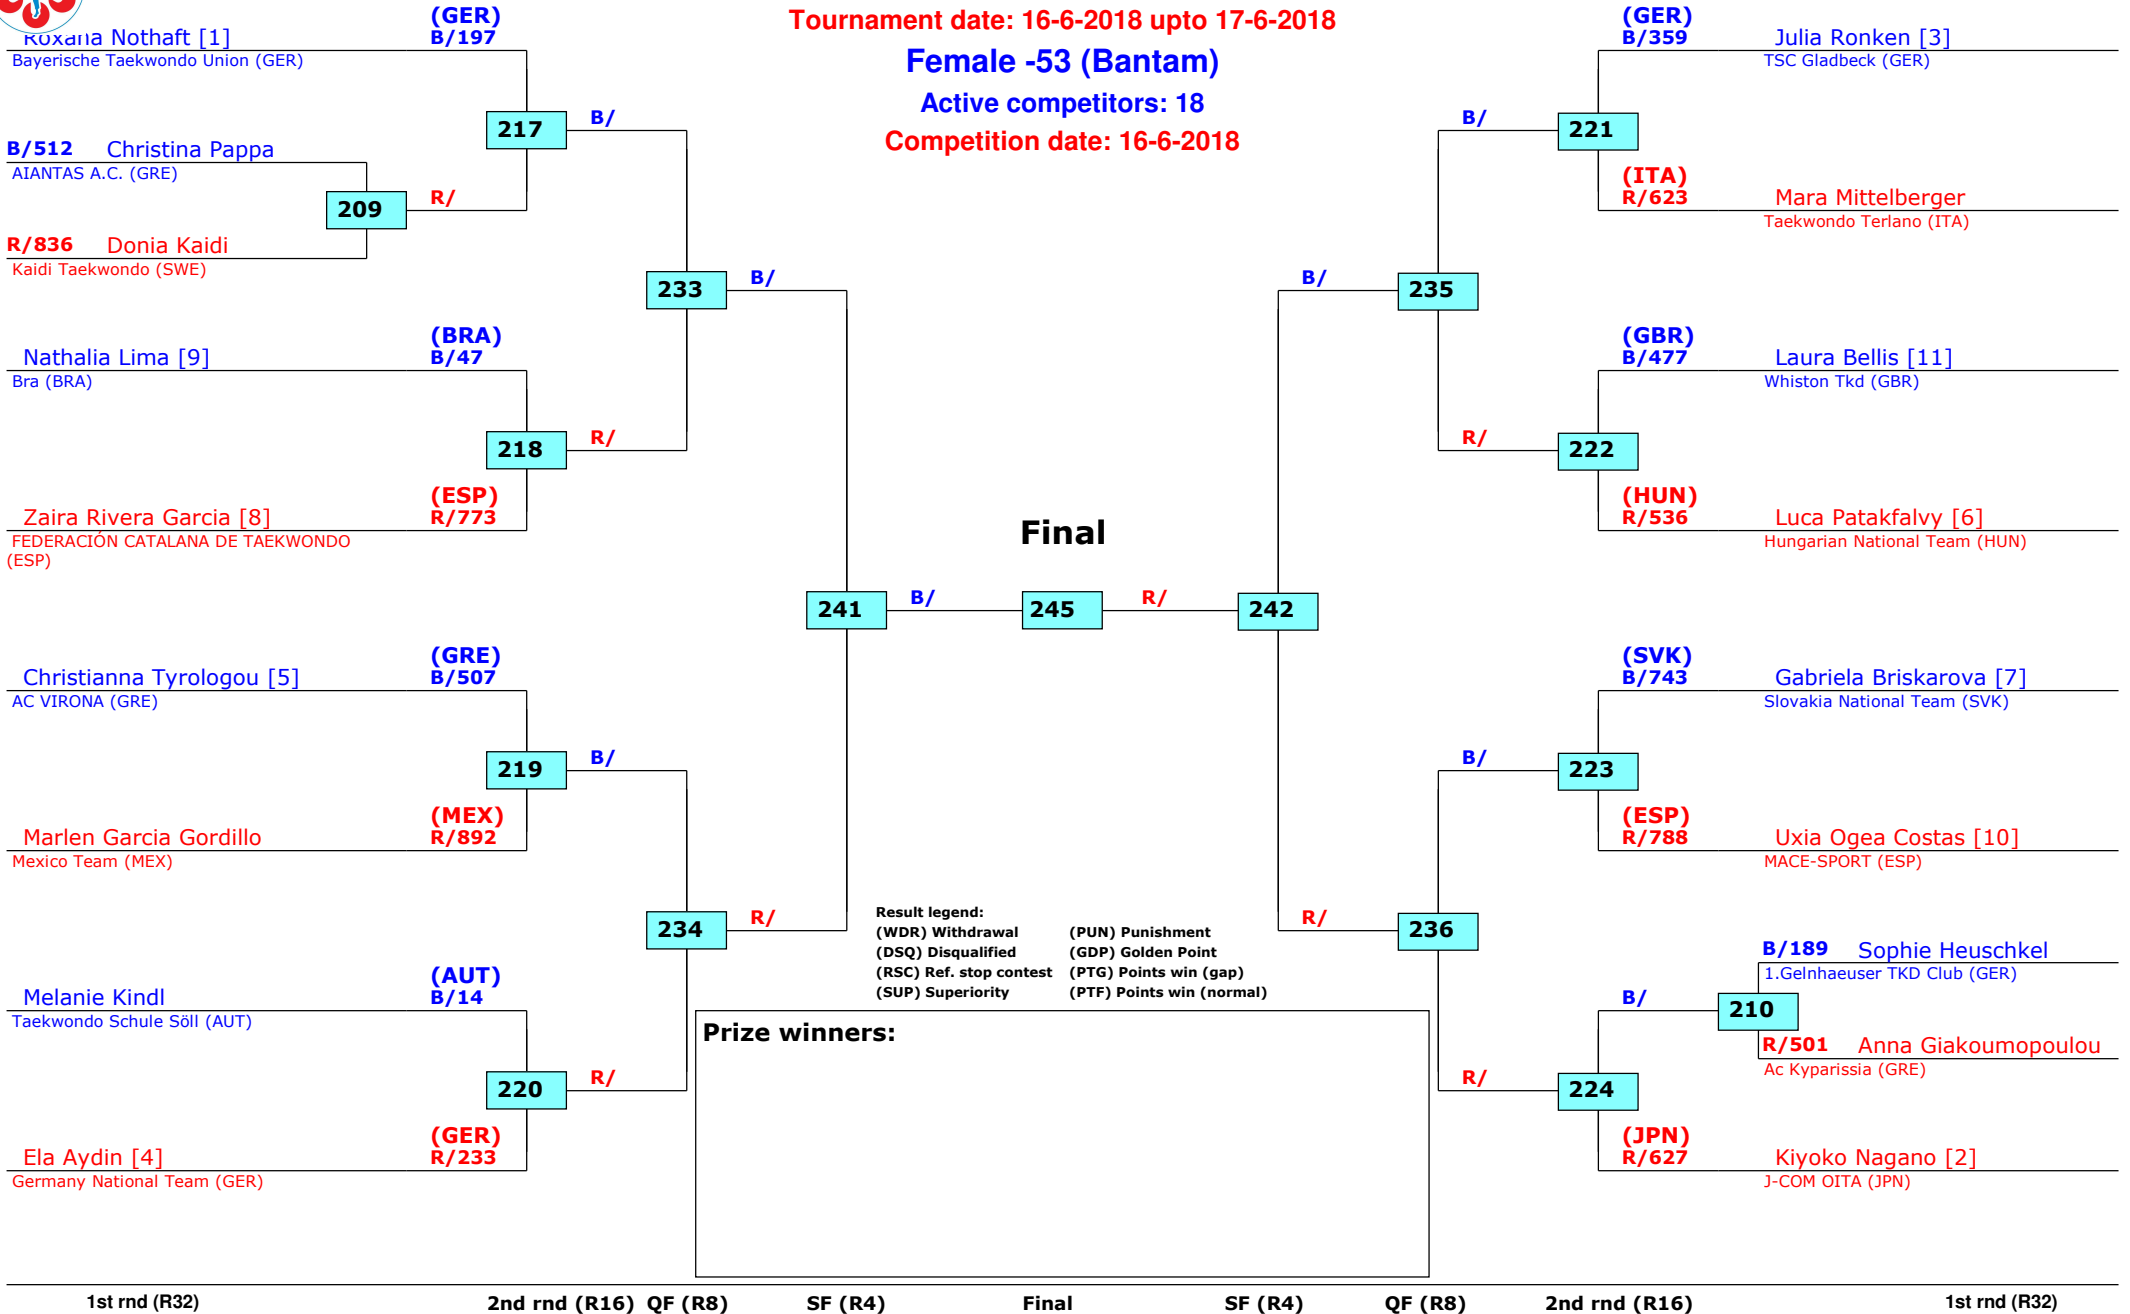 Tournament date: 16-6-2018 upto 17-6-2018
Female -53 (Bantam)
Active competitors: 18
Competition date: 16-6-2018
(GER)
Roxana Nothaft [1] B/197
Bayerische Taekwondo Union (GER)
217 B/
B/512 Christina Pappa
AIANTAS A.C. (GRE)
209 R/
R/836 Donia Kaidi
Kaidi Taekwondo (SWE)
233 B/
(BRA)
Nathalia Lima [9] B/47
Bra (BRA)
218 R/
(ESP)
Zaira Rivera Garcia [8] R/773
FEDERACIÓN CATALANA DE TAEKWONDO
(ESP)
241 B/
(GRE)
Christianna Tyrologou [5] B/507
AC VIRONA (GRE)
219 B/
(MEX)
Marlen Garcia Gordillo R/892
Mexico Team (MEX)
234 R/
(AUT)
Melanie Kindl B/14
Taekwondo Schule Söll (AUT)
220 R/
(GER)
Ela Aydin [4] R/233
Germany National Team (GER)
Final
245
(GER)
B/359 Julia Ronken [3]
TSC Gladbeck (GER)
B/ 221
(ITA)
R/623 Mara Mittelberger
Taekwondo Terlano (ITA)
B/ 235
(GBR)
B/477 Laura Bellis [11]
Whiston Tkd (GBR)
R/ 222
(HUN)
R/536 Luca Patakfalvy [6]
Hungarian National Team (HUN)
R/ 242
(SVK)
B/743 Gabriela Briskarova [7]
Slovakia National Team (SVK)
B/ 223
(ESP)
R/788 Uxia Ogea Costas [10]
MACE-SPORT (ESP)
R/ 236
B/189 Sophie Heuschkel
1.Gelnhaeuser TKD Club (GER)
B/ 210
R/501 Anna Giakoumopoulou
Ac Kyparissia (GRE)
R/ 224
(JPN)
R/627 Kiyoko Nagano [2]
J-COM OITA (JPN)
Result legend:
(WDR) Withdrawal (PUN) Punishment
(DSQ) Disqualified (GDP) Golden Point
(RSC) Ref. stop contest (PTG) Points win (gap)
(SUP) Superiority (PTF) Points win (normal)
Prize winners:
1st rnd (R32) 2nd rnd (R16) QF (R8) SF (R4) Final SF (R4) QF (R8) 2nd rnd (R16) 1st rnd (R32)